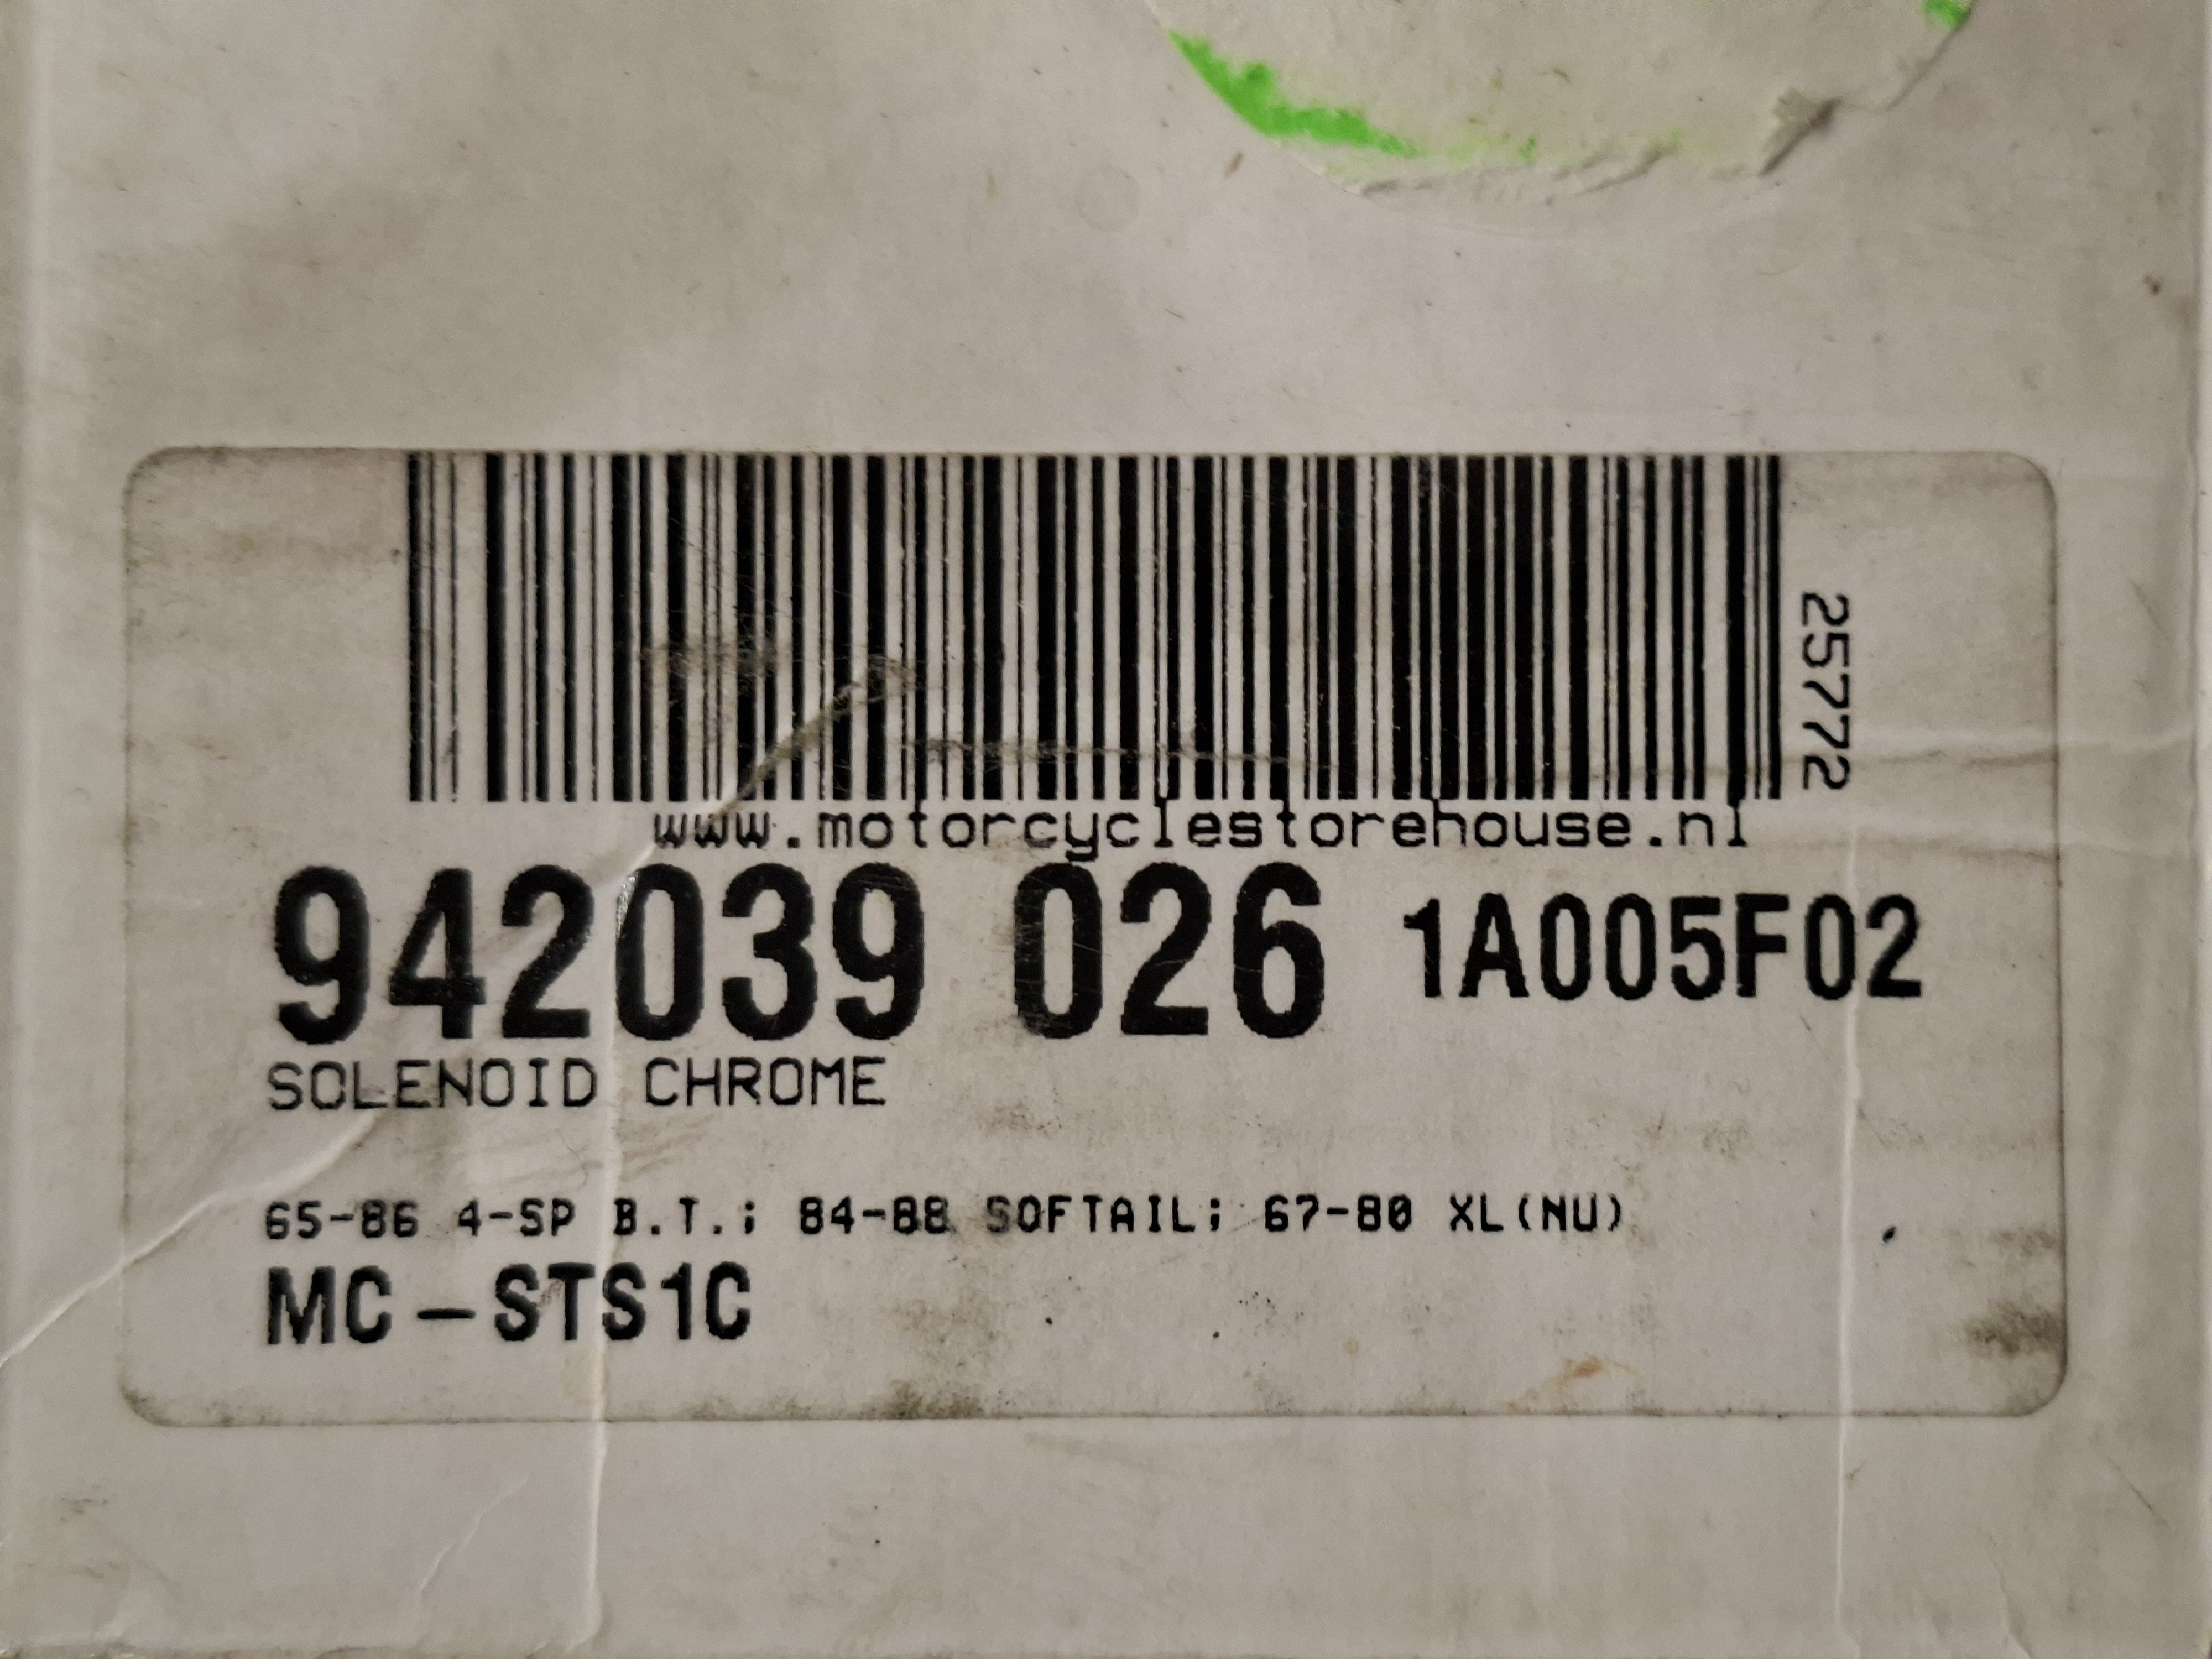 25772
www.motorcyclestorehouse.nl
942039 026 1A005F02
SOLENOID CHROME
65-86 4-SP B.T.; 84-88 SOFTAIL; 67-80 XL(NU)
MC-STS1C